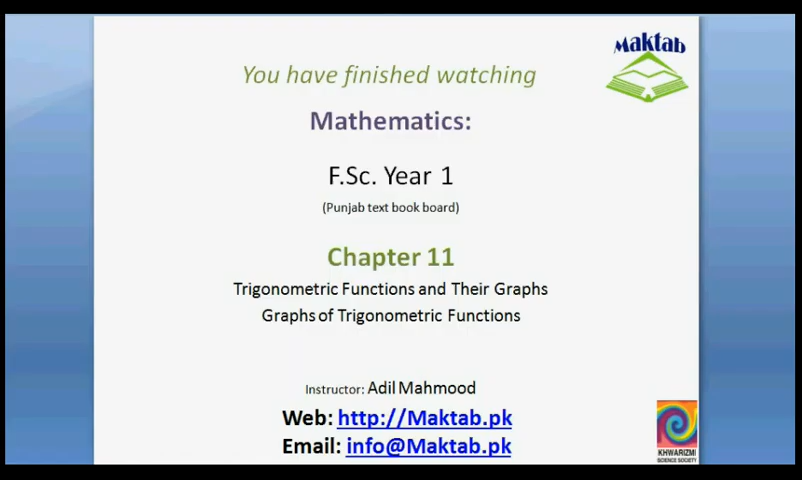 Maktab
You have finished watching
Mathematics:
F.Sc. Year 1
(Punjab text book board)
Chapter 11
Trigonometric Functions and Their Graphs
Graphs of Trigonometric Functions
Instructor: Adil Mahmood
Web: http://Maktab.pk
Email: info@Maktab.pk
KHWARIZMI
SCIENCE SOCIETY